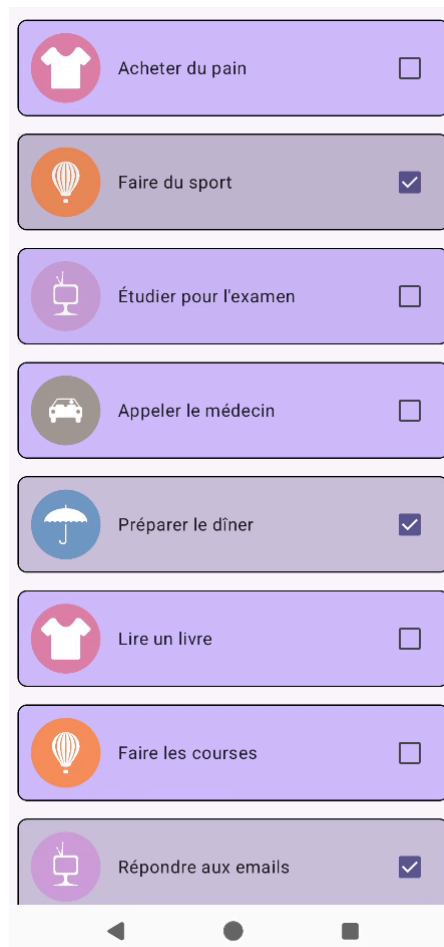 Acheter du pain
Faire du sport
Étudier pour l'examen
Appeler le médecin
Préparer le dîner
Lire un livre
Faire les courses
Répondre aux emails